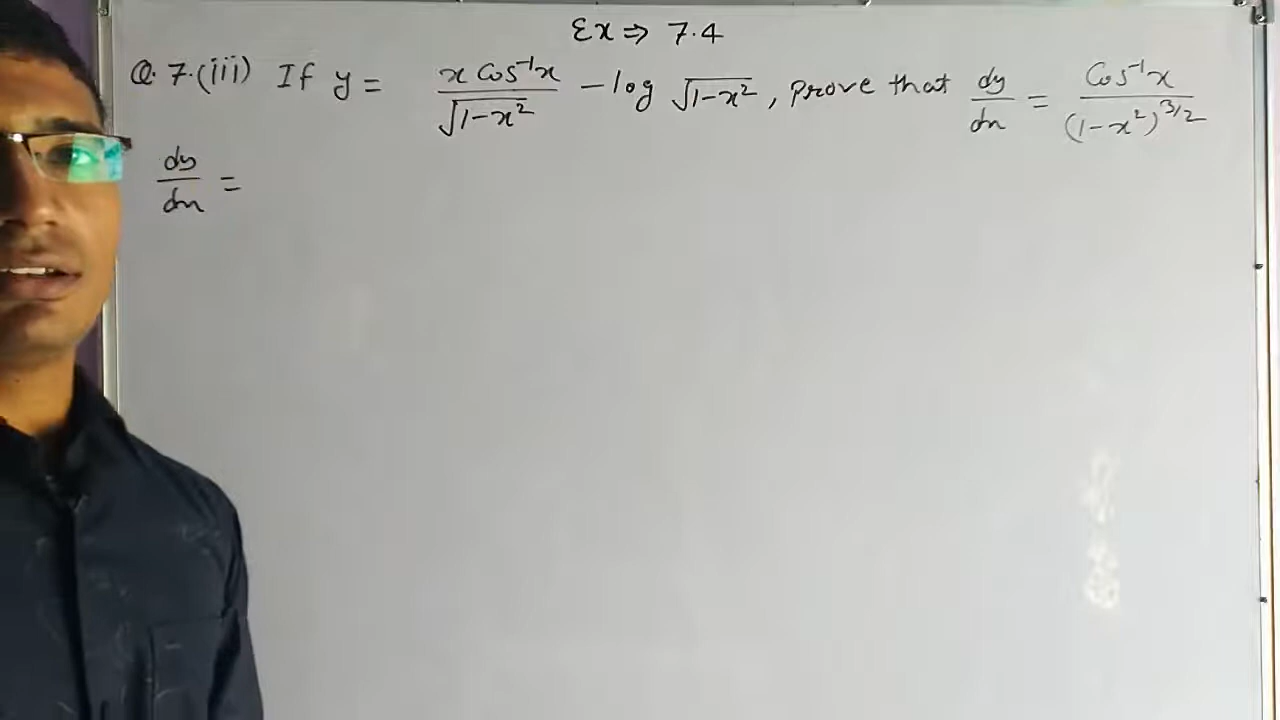 Ex ⇒ 7.4
Q. 7.(iii) If y = x Cos⁻¹x / √(1-x²) - log √(1-x²), prove that dy/dx = Cos⁻¹x / (1-x²)^3/2
dy/dx =